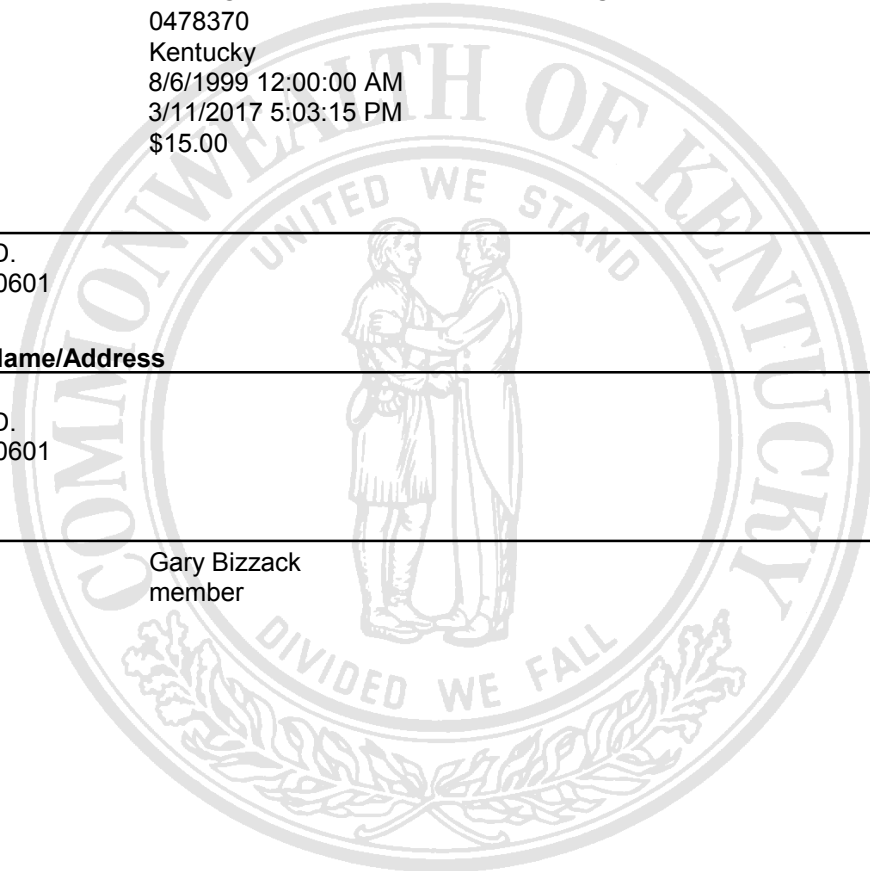 0478370
Kentucky
8/6/1999 12:00:00 AM
3/11/2017 5:03:15 PM
$15.00
COMMONWEALTH OF KENTUCKY
UNITED WE STAND
D.
0601
Name/Address
D.
0601
Gary Bizzack
member
DIVIDED WE FALL